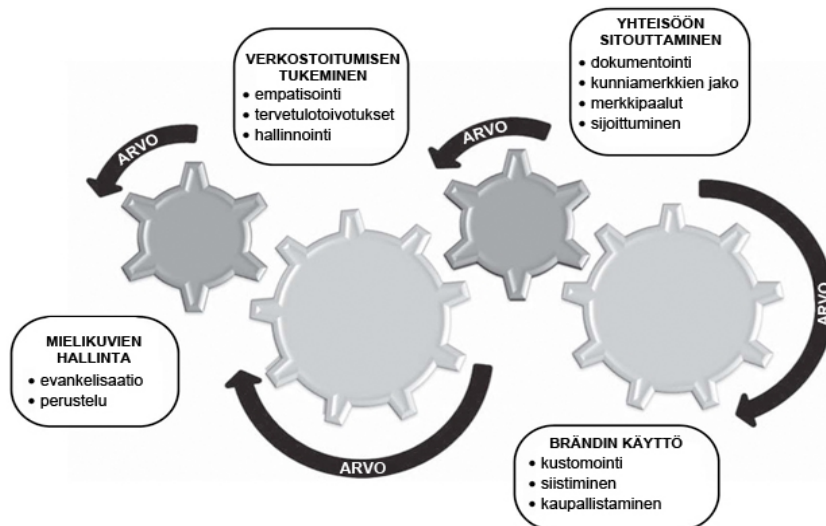 YHTEISÖÖN
SITOUTTAMINEN
• dokumentointi
• kunniamerkkien jako
• merkkipaalut
• sijoittuminen
VERKOSTOITUMISEN
TUKEMINEN
• empatisointi
• tervetulotoivotukset
• hallinnointi
ARVO
ARVO
ARVO
MIELIKUVIEN
HALLINTA
• evankelisaatio
• perustelu
ARVO
BRÄNDIN KÄYTTÖ
• kustomointi
• siistiminen
• kaupallistaminen